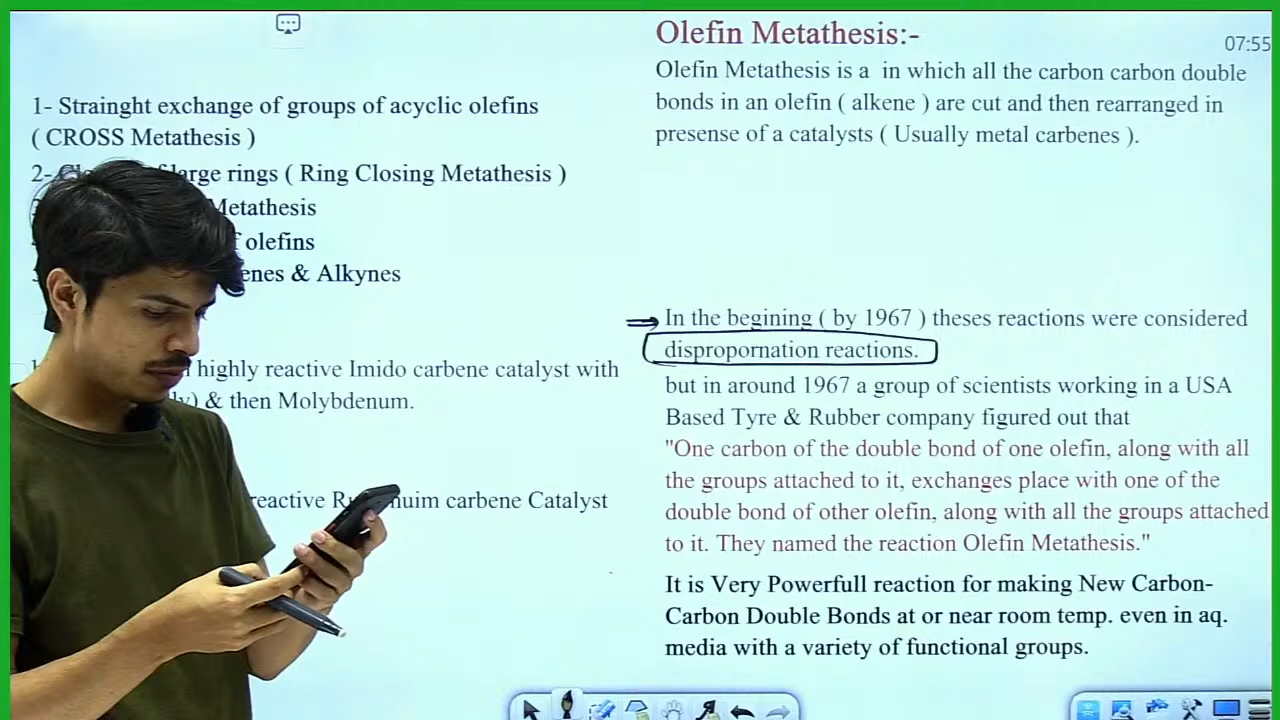 07:55
1- Strainght exchange of groups of acyclic olefins
( CROSS Metathesis )
2- large rings ( Ring Closing Metathesis )
Metathesis
olefins
& Alkynes
highly reactive Imido carbene catalyst with
& then Molybdenum.
reactive carbene Catalyst
Olefin Metathesis:-
Olefin Metathesis is a in which all the carbon carbon double
bonds in an olefin ( alkene ) are cut and then rearranged in
presense of a catalysts ( Usually metal carbenes ).
In the begining ( by 1967 ) theses reactions were considered
dispropornation reactions.
but in around 1967 a group of scientists working in a USA
Based Tyre & Rubber company figured out that
"One carbon of the double bond of one olefin, along with all
the groups attached to it, exchanges place with one of the
double bond of other olefin, along with all the groups attached
to it. They named the reaction Olefin Metathesis."
It is Very Powerfull reaction for making New Carbon-
Carbon Double Bonds at or near room temp. even in aq.
media with a variety of functional groups.